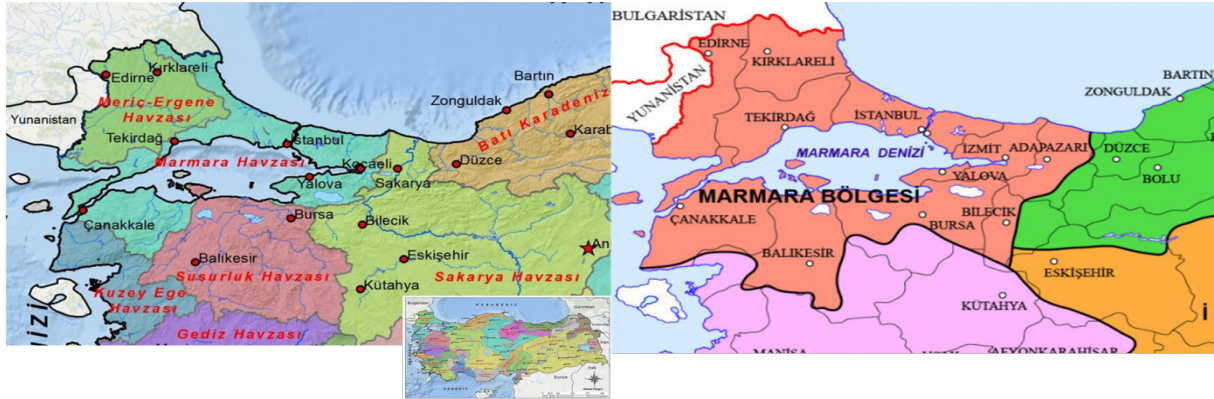 Kırklareli
Edirne
Meriç-Ergene
Havzası
Yunanistan
Tekirdağ
İstanbul
Marmara Havzası
Kocaeli
Yalova
Sakarya
Bartın
Zonguldak
Batı Karadeniz
Karab
Düzce
Çanakkale
Bursa
Bilecik
An
Balıkesir
Susurluk Havzası
Eskişehir
Sakarya Havzası
Kütahya
Kuzey Ege
Havzası
Gediz Havzası
İZİ
BULGARİSTAN
EDİRNE
KIRKLARELİ
YUNANİSTAN
TEKİRDAĞ
İSTANBUL
MARMARA DENİZİ
İZMİT
ADAPAZARI
YALOVA
BARTIN
ZONGULDAK
DÜZCE
BOLU
MARMARA BÖLGESİ
ÇANAKKALE
BİLECİK
BURSA
BALIKESİR
ESKİŞEHİR
KÜTAHYA
İ
MANİSA
AFYONKARAHİSAR